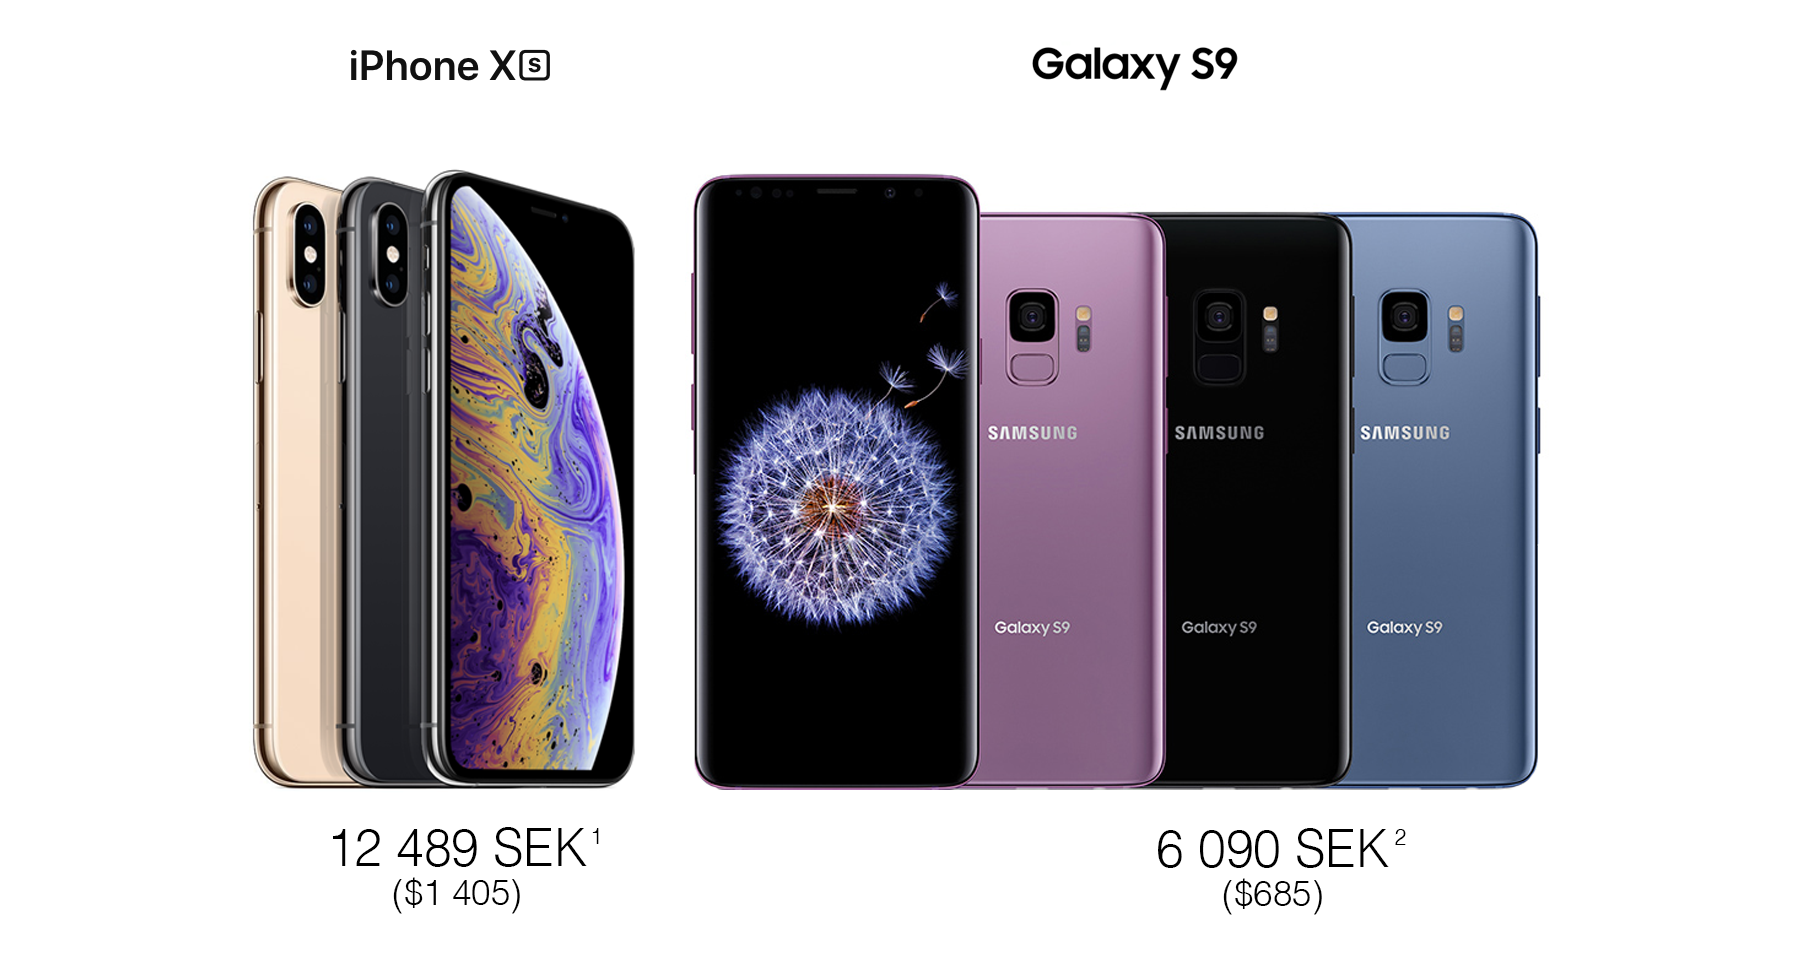 iPhone XS
Galaxy S9
SAMSUNG
SAMSUNG
SAMSUNG
Galaxy S9
Galaxy S9
Galaxy S9
12 489 SEK¹
6 090 SEK²
($1 405)
($685)